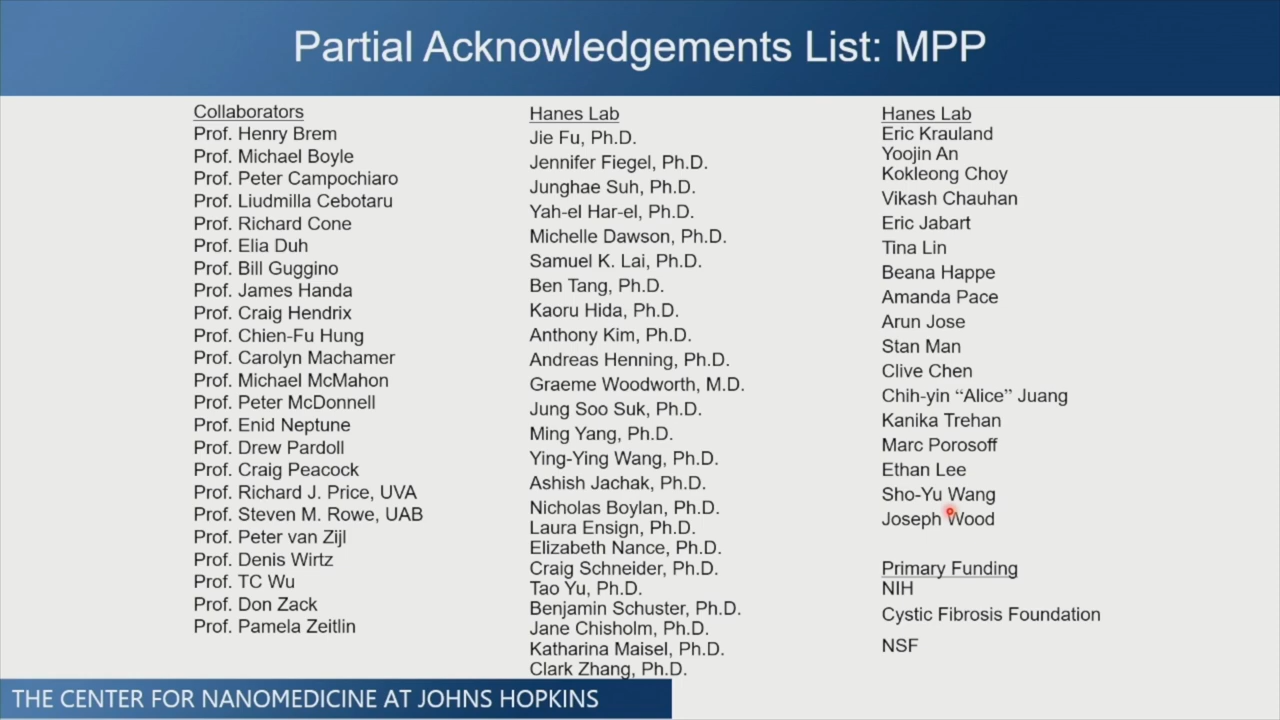 Partial Acknowledgements List: MPP
Collaborators
Prof. Henry Brem
Prof. Michael Boyle
Prof. Peter Campochiaro
Prof. Liudmilla Cebotaru
Prof. Richard Cone
Prof. Elia Duh
Prof. Bill Guggino
Prof. James Handa
Prof. Craig Hendrix
Prof. Chien-Fu Hung
Prof. Carolyn Machamer
Prof. Michael McMahon
Prof. Peter McDonnell
Prof. Enid Neptune
Prof. Drew Pardoll
Prof. Craig Peacock
Prof. Richard J. Price, UVA
Prof. Steven M. Rowe, UAB
Prof. Peter van Zijl
Prof. Denis Wirtz
Prof. TC Wu
Prof. Don Zack
Prof. Pamela Zeitlin
Hanes Lab
Jie Fu, Ph.D.
Jennifer Fiegel, Ph.D.
Junghae Suh, Ph.D.
Yah-el Har-el, Ph.D.
Michelle Dawson, Ph.D.
Samuel K. Lai, Ph.D.
Ben Tang, Ph.D.
Kaoru Hida, Ph.D.
Anthony Kim, Ph.D.
Andreas Henning, Ph.D.
Graeme Woodworth, M.D.
Jung Soo Suk, Ph.D.
Ming Yang, Ph.D.
Ying-Ying Wang, Ph.D.
Ashish Jachak, Ph.D.
Nicholas Boylan, Ph.D.
Laura Ensign, Ph.D.
Elizabeth Nance, Ph.D.
Craig Schneider, Ph.D.
Tao Yu, Ph.D.
Benjamin Schuster, Ph.D.
Jane Chisholm, Ph.D.
Katharina Maisel, Ph.D.
Clark Zhang, Ph.D.
Hanes Lab
Eric Krauland
Yoojin An
Kokleong Choy
Vikash Chauhan
Eric Jabart
Tina Lin
Beana Happe
Amanda Pace
Arun Jose
Stan Man
Clive Chen
Chih-yin “Alice” Juang
Kanika Trehan
Marc Porosoff
Ethan Lee
Sho-Yu Wang
Joseph Wood
Primary Funding
NIH
Cystic Fibrosis Foundation
NSF
THE CENTER FOR NANOMEDICINE AT JOHNS HOPKINS